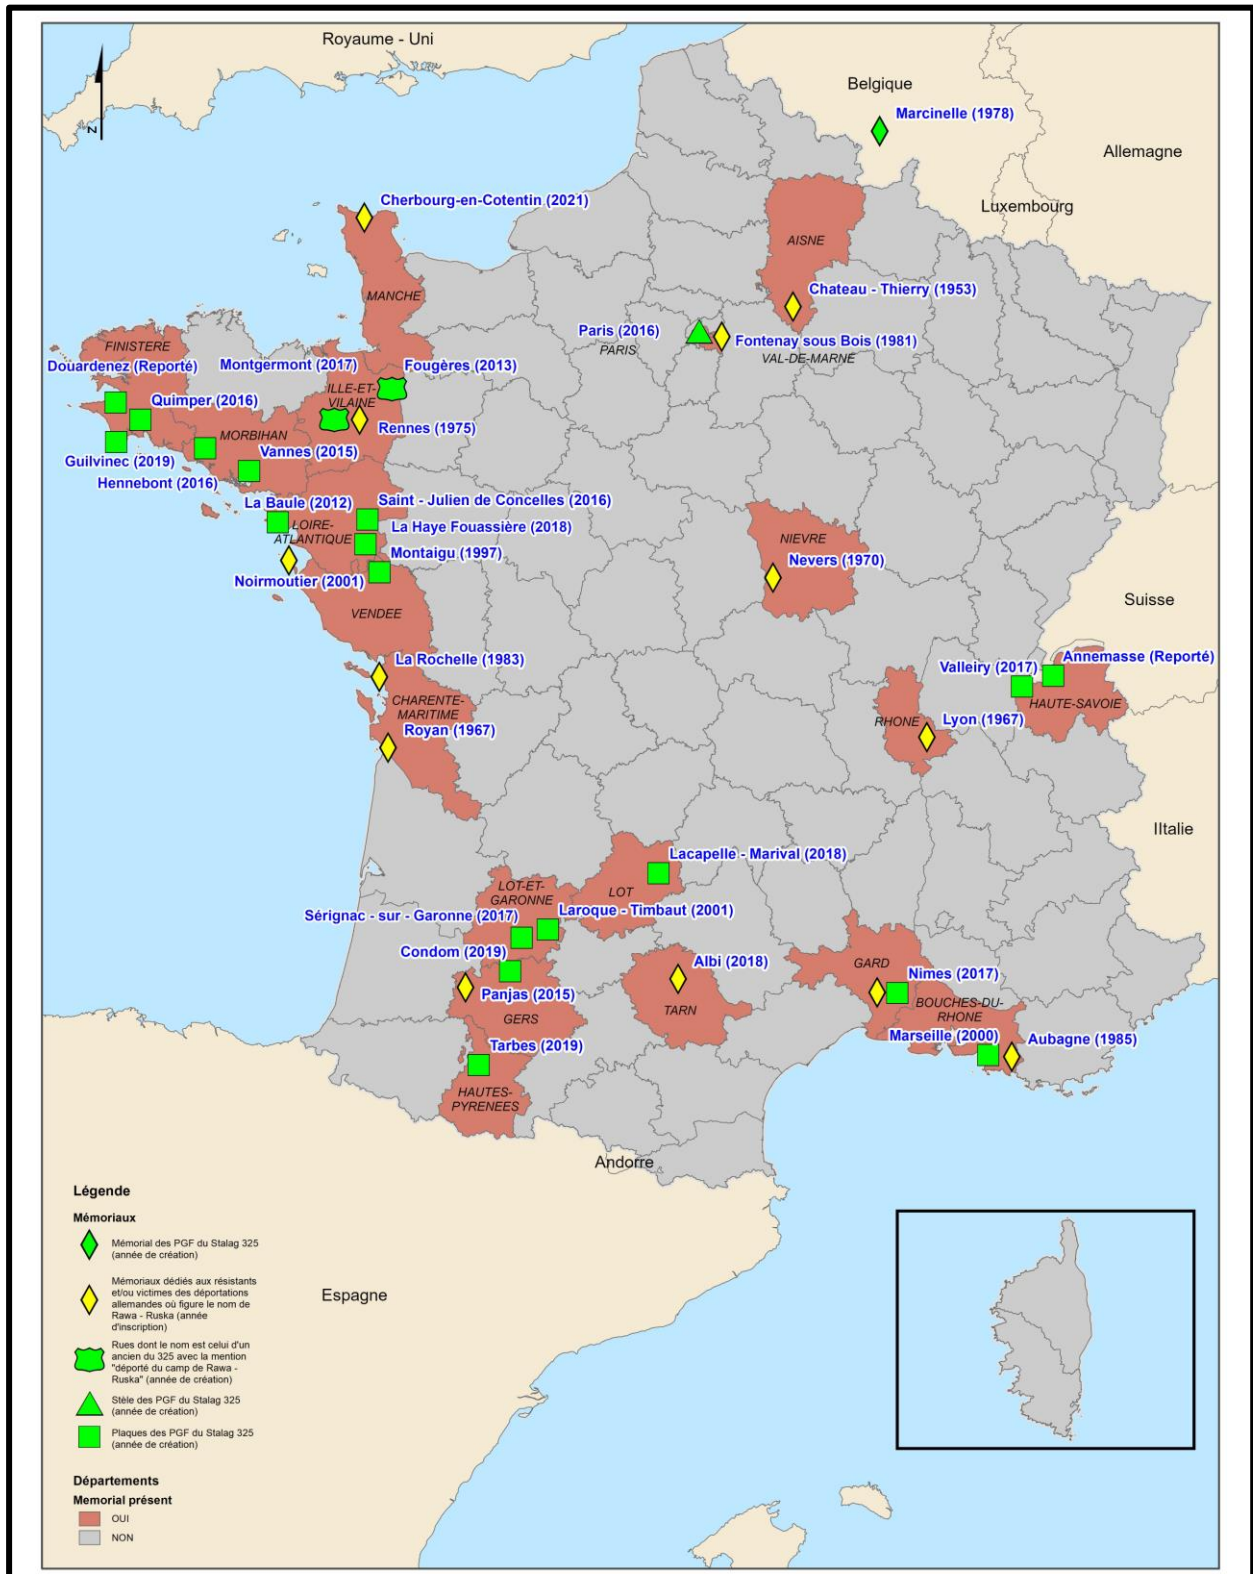 Royaume - Uni
Belgique
Marcinelle (1978)
Allemagne
Luxembourg
Z
Cherbourg-en-Cotentin (2021)
AISNE
MANCHE
Chateau - Thierry (1953)
Paris (2016)
PARIS
Fontenay sous Bois (1981)
VAL-DE-MARNE
FINISTERE
Douardenez (Reporté)
Montgermont (2017)
Fougères (2013)
ILLE-ET-
VILAINE
Quimper (2016)
Rennes (1975)
MORBIHAN
Vannes (2015)
Guilvinec (2019)
Hennebont (2016)
La Baule (2012)
Saint - Julien de Concelles (2016)
LOIRE-
ATLANTIQUE
La Haye Fouassière (2018)
Montaigu (1997)
Noirmoutier (2001)
VENDEE
NIEVRE
Nevers (1970)
Suisse
La Rochelle (1983)
CHARENTE-
MARITIME
Royan (1967)
Valleiry (2017)
Annemasse (Reporté)
HAUTE-SAVOIE
RHONE
Lyon (1967)
IItalie
Lacapelle - Marival (2018)
LOT
LOT-ET-
GARONNE
Sérignac - sur - Garonne (2017)
Laroque - Timbaut (2001)
Condom (2019)
Panjas (2015)
GERS
Albi (2018)
TARN
GARD
Nimes (2017)
BOUCHES-DU-
RHONE
Marseille (2000)
Aubagne (1985)
Tarbes (2019)
HAUTES-
PYRENEES
Andorre
Espagne
Légende
Mémoriaux
Mémorial des PGF du Stalag 325
(année de création)
Mémoriaux dédiés aux résistants
et/ou victimes des déportations
allemandes où figure le nom de
Rawa - Ruska (année
d'inscription)
Rues dont le nom est celui d'un
ancien du 325 avec la mention
"déporté du camp de Rawa -
Ruska" (année de création)
Stèle des PGF du Stalag 325
(année de création)
Plaques des PGF du Stalag 325
(année de création)
Départements
Memorial présent
OUI
NON